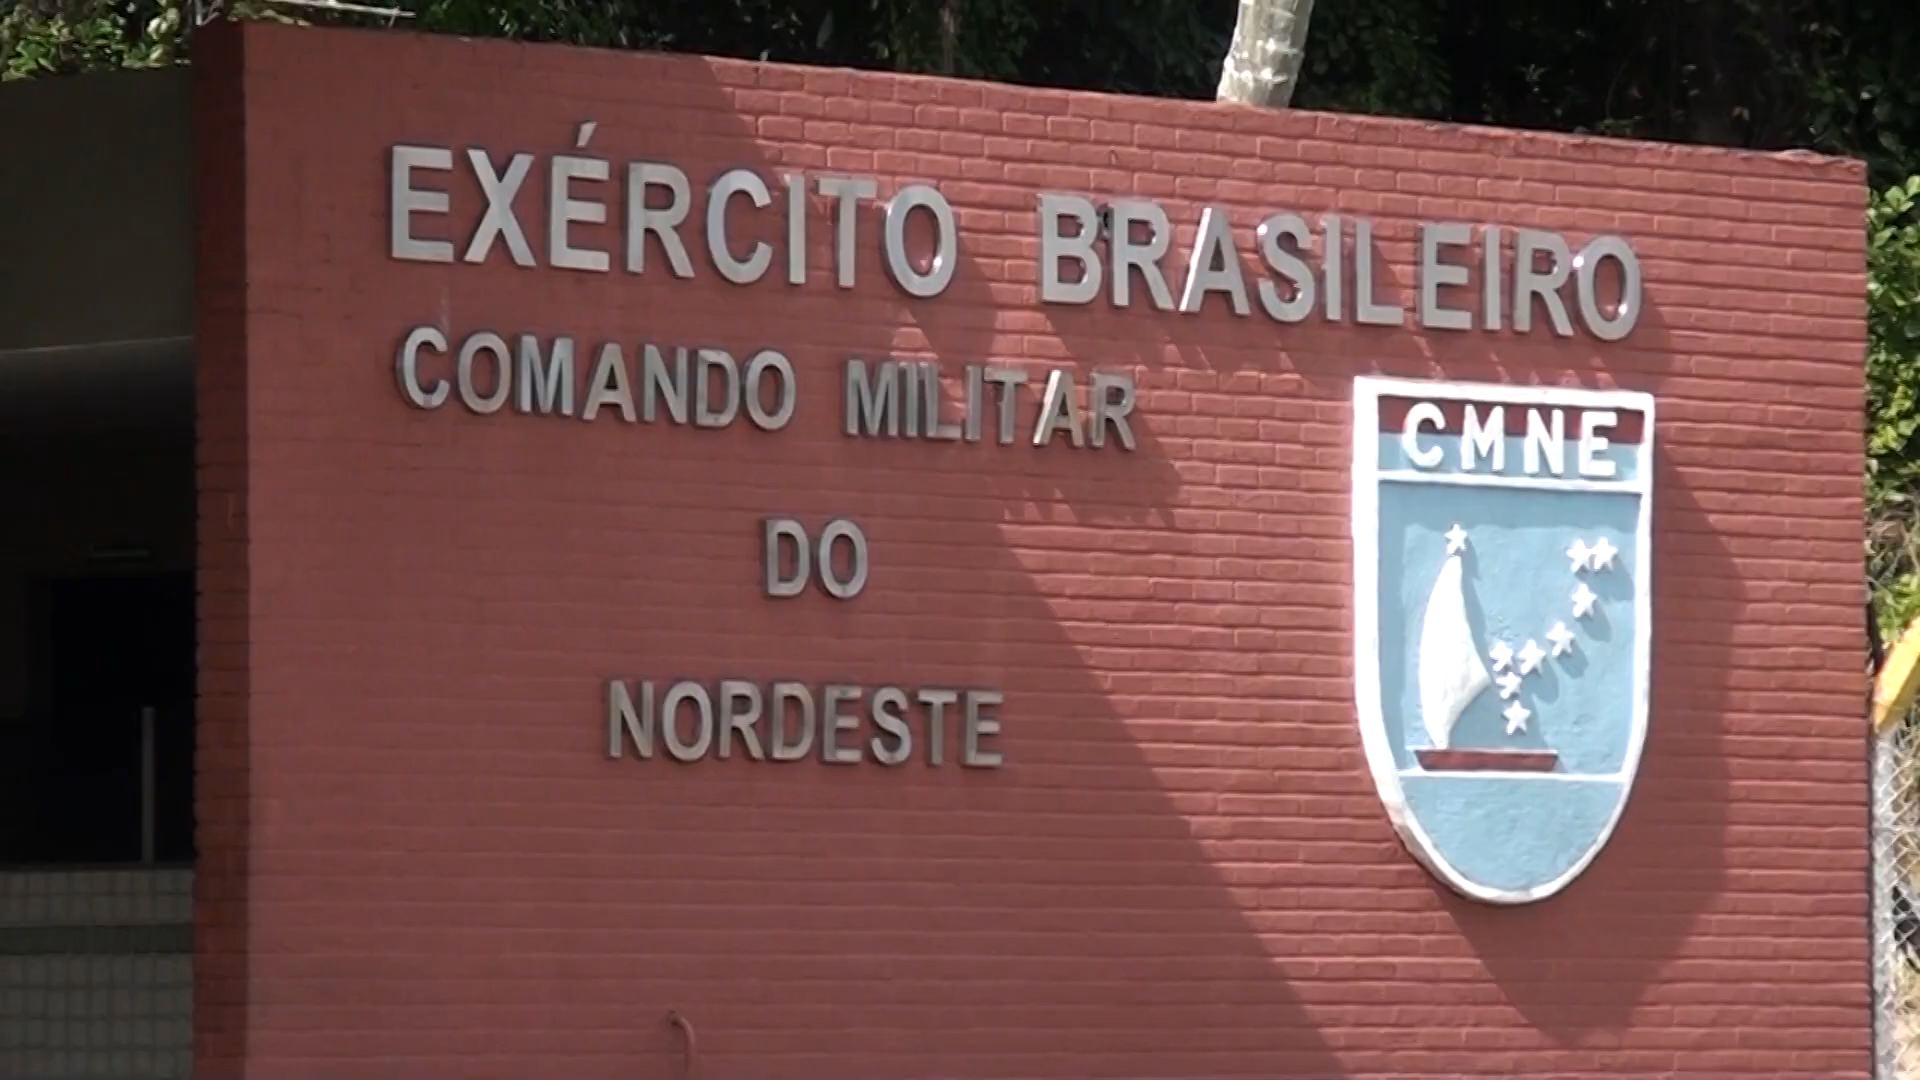 EXÉRCITO BRASILEIRO
COMANDO MILITAR
DO
NORDESTE
CMNE